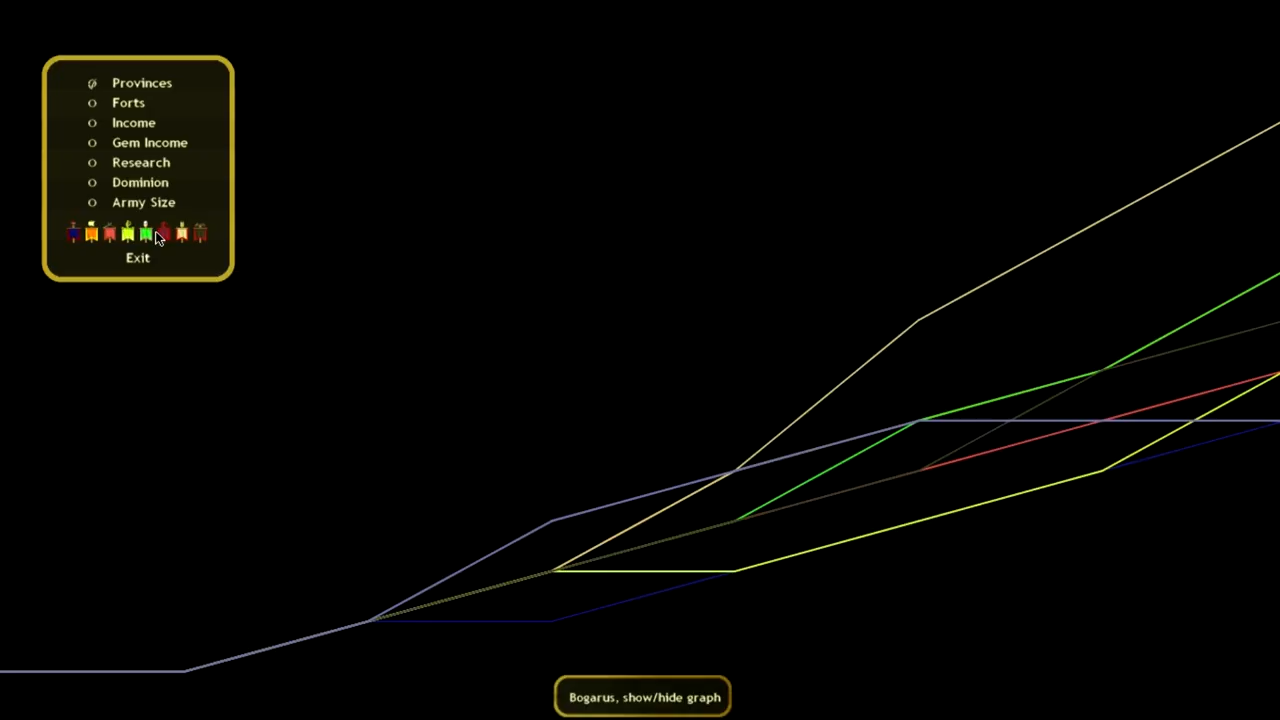 Provinces
Forts
Income
Gem Income
Research
Dominion
Army Size
Exit
Bogarus, show/hide graph